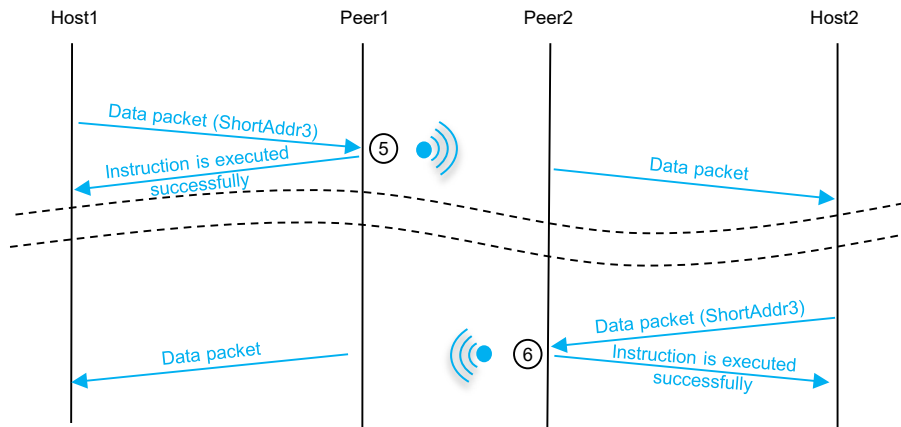 Host1
Peer1
Peer2
Host2
Data packet (ShortAddr3)
5
Instruction is executed
successfully
Data packet
Data packet (ShortAddr3)
6
Data packet
Instruction is executed
successfully